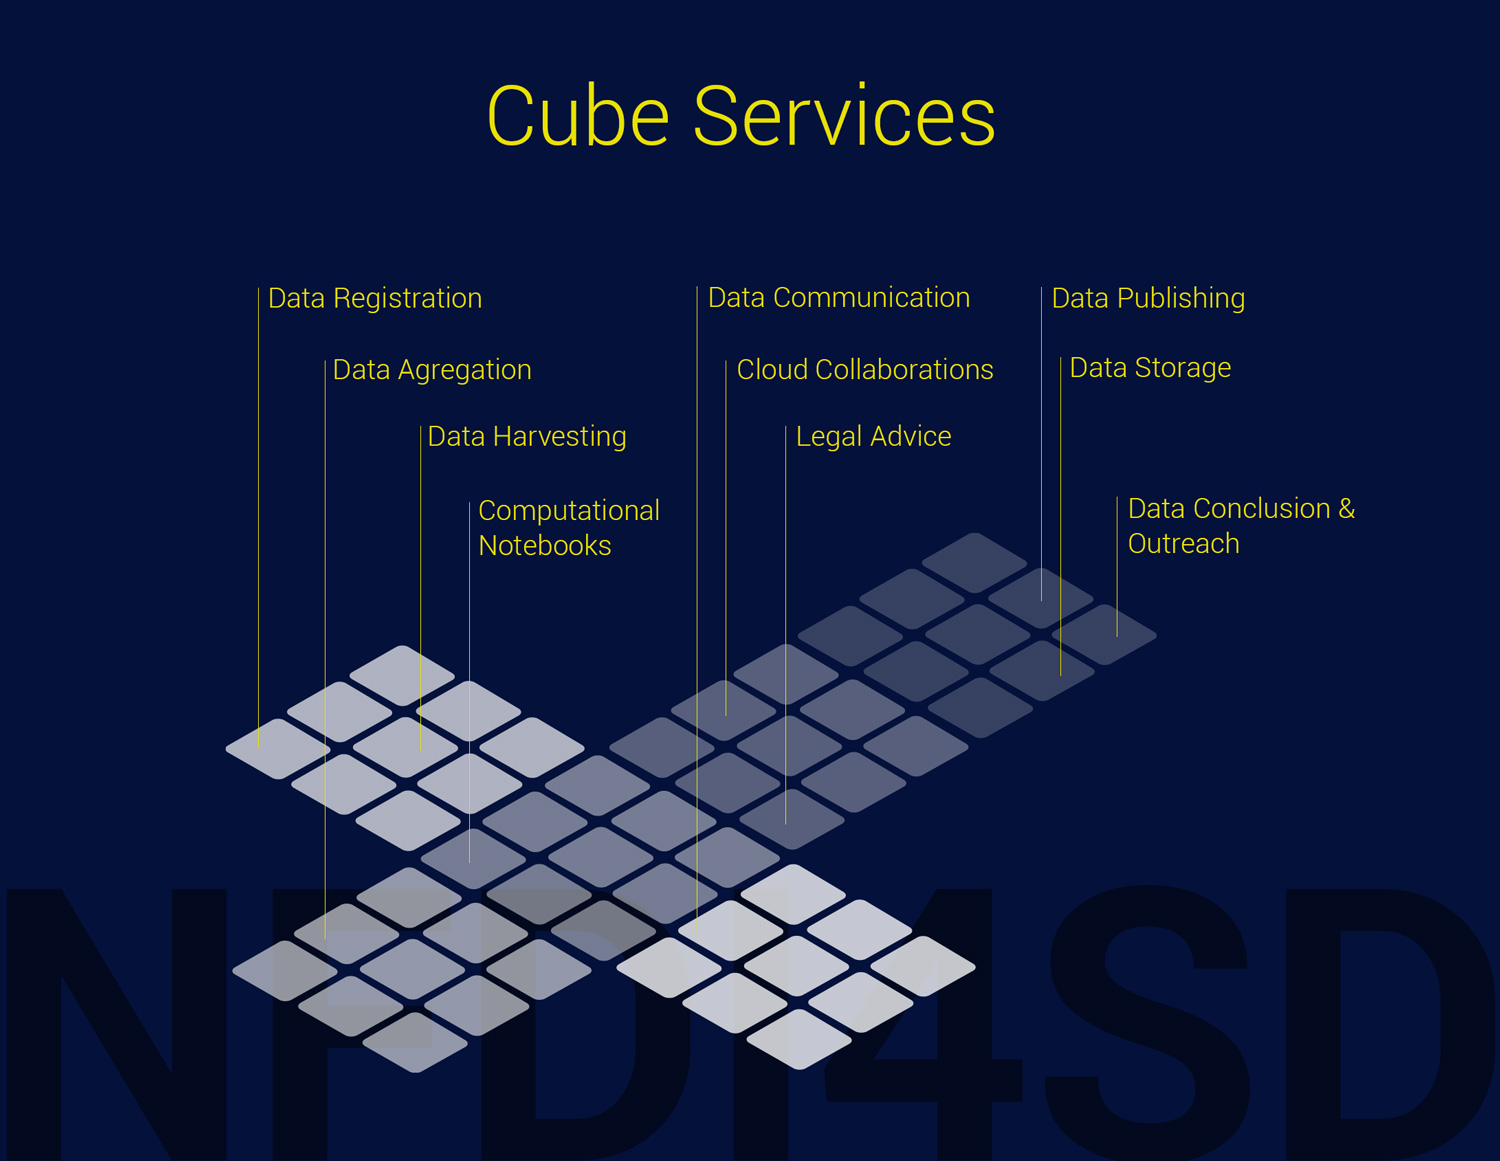 Cube Services
Data Registration
Data Communication
Data Publishing
Data Agregation
Cloud Collaborations
Data Storage
Data Harvesting
Legal Advice
Computational
Notebooks
Data Conclusion &
Outreach
NFDI4SD